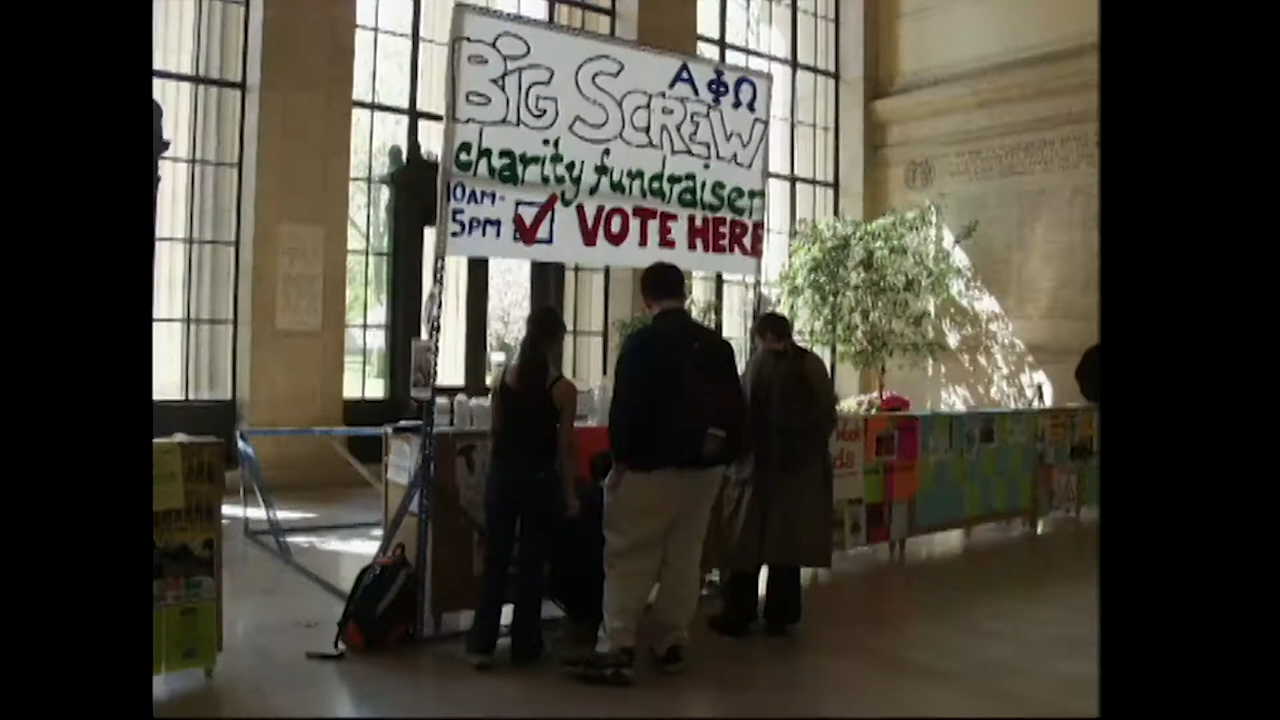 ΑΦΩ
BIG SCREW
charity fundraiser
10AM-
5PM VOTE HERE